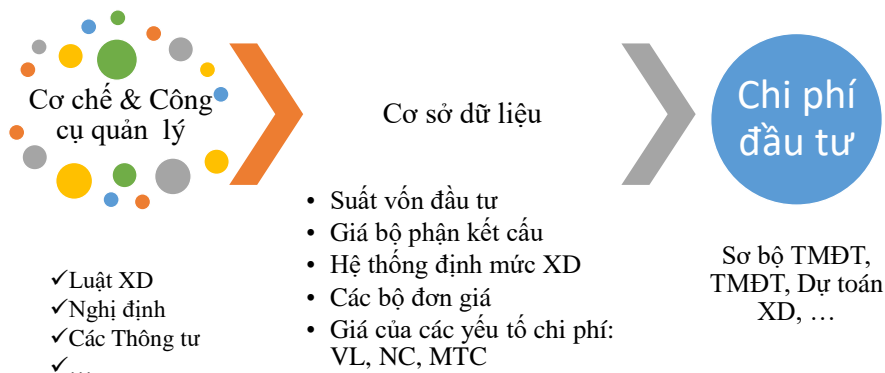 Cơ chế & Công
cụ quản lý
✓Luật XD
✓Nghị định
✓Các Thông tư
✓…
Cơ sở dữ liệu
• Suất vốn đầu tư
• Giá bộ phận kết cấu
• Hệ thống định mức XD
• Các bộ đơn giá
• Giá của các yếu tố chi phí:
VL, NC, MTC
Chi phí
đầu tư
Sơ bộ TMĐT,
TMĐT, Dự toán
XD, …